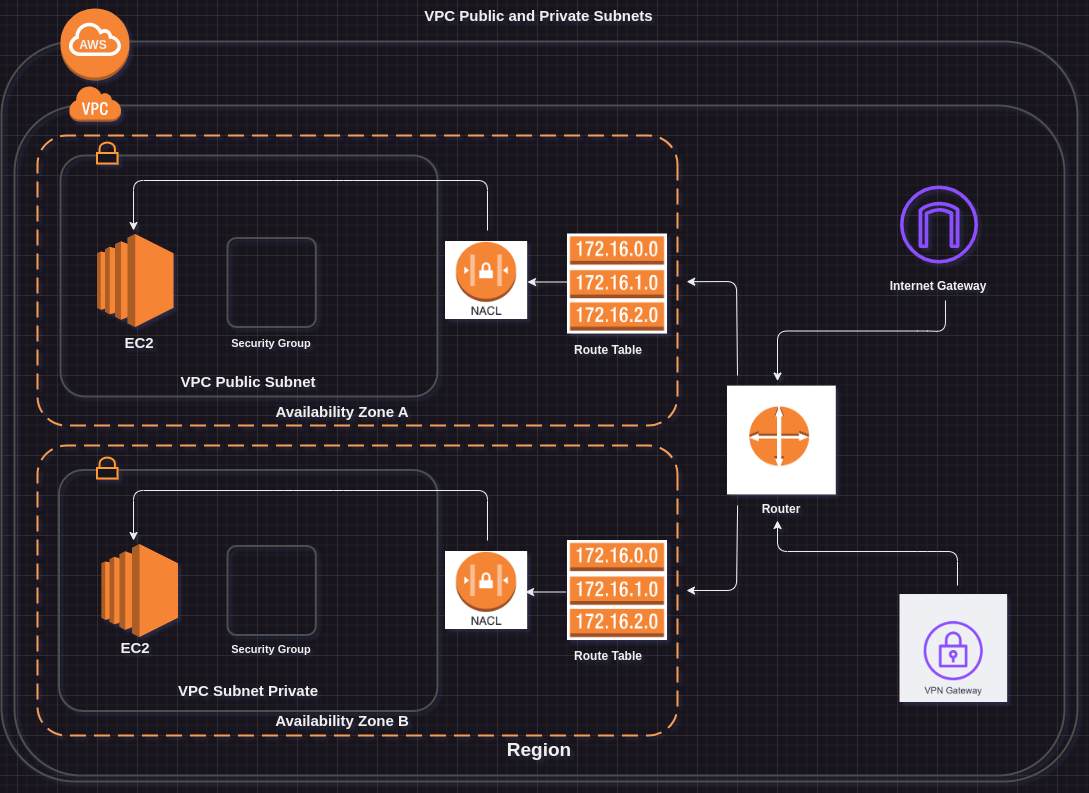 VPC Public and Private Subnets
AWS
VPC
172.16.0.0
172.16.1.0
172.16.2.0
NACL
Route Table
EC2
Security Group
VPC Public Subnet
Availability Zone A
Internet Gateway
Router
172.16.0.0
172.16.1.0
172.16.2.0
NACL
Route Table
EC2
Security Group
VPC Subnet Private
Availability Zone B
VPN Gateway
Region